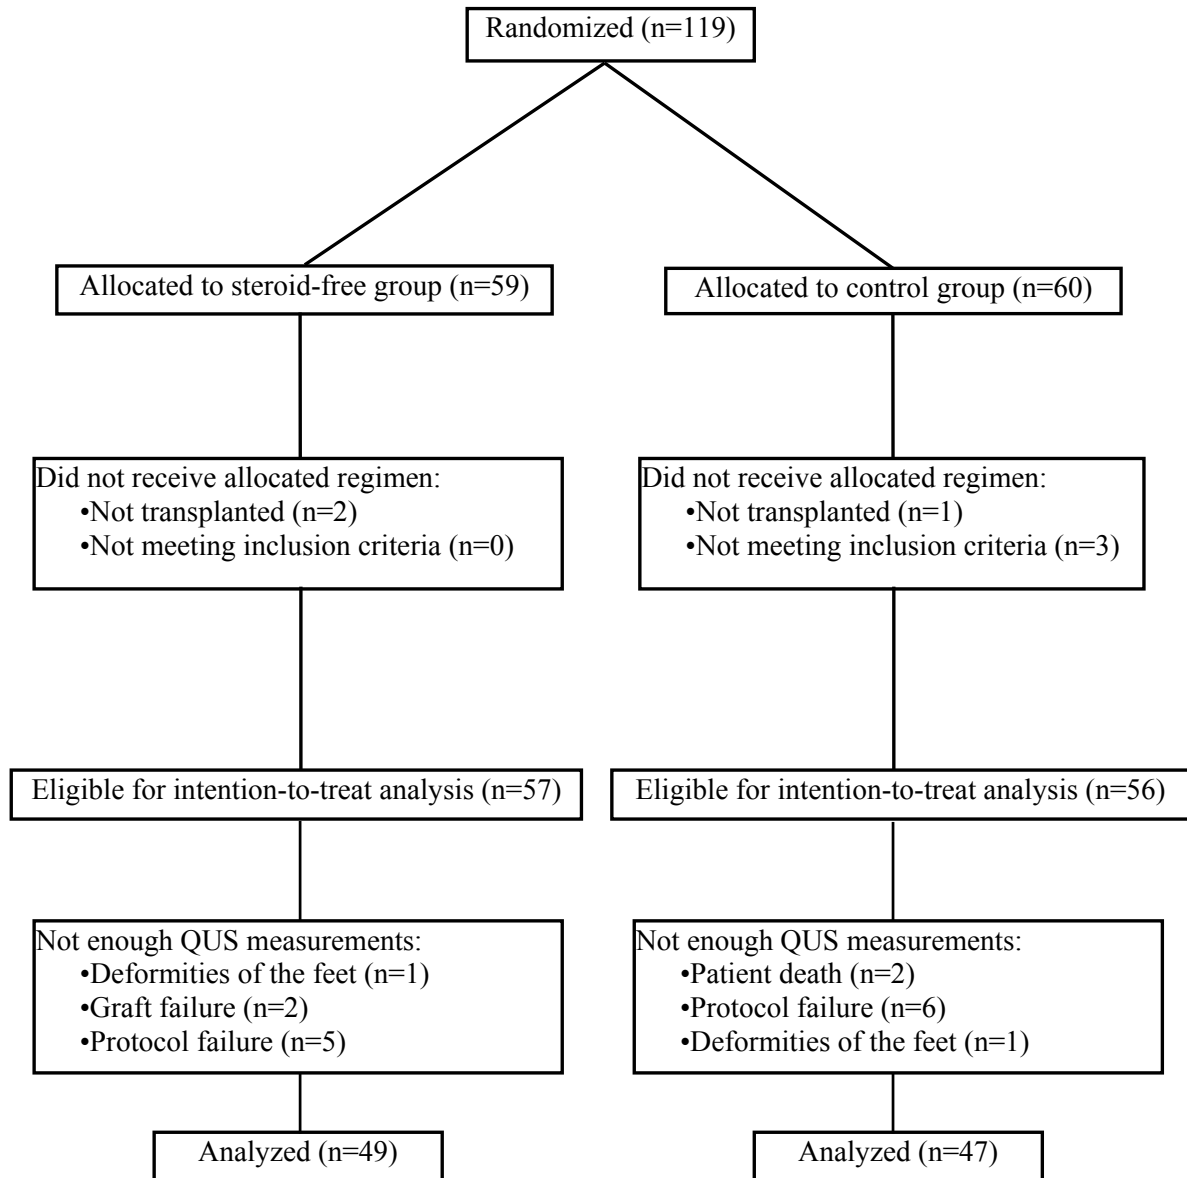 Randomized (n=119)
Allocated to steroid-free group (n=59)
Allocated to control group (n=60)
Did not receive allocated regimen:
•Not transplanted (n=2)
•Not meeting inclusion criteria (n=0)
Did not receive allocated regimen:
•Not transplanted (n=1)
•Not meeting inclusion criteria (n=3)
Eligible for intention-to-treat analysis (n=57)
Eligible for intention-to-treat analysis (n=56)
Not enough QUS measurements:
•Deformities of the feet (n=1)
•Graft failure (n=2)
•Protocol failure (n=5)
Not enough QUS measurements:
•Patient death (n=2)
•Protocol failure (n=6)
•Deformities of the feet (n=1)
Analyzed (n=49)
Analyzed (n=47)